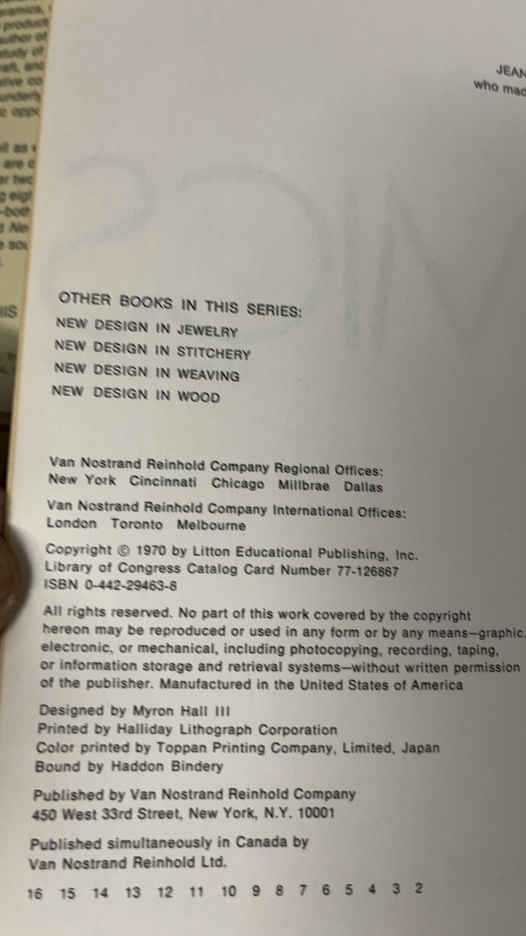 product
study of
JEAN
who mad
OTHER BOOKS IN THIS SERIES:
NEW DESIGN IN JEWELRY
NEW DESIGN IN STITCHERY
NEW DESIGN IN WEAVING
NEW DESIGN IN WOOD
Van Nostrand Reinhold Company Regional Offices:
New York Cincinnati Chicago Millbrae Dallas
Van Nostrand Reinhold Company International Offices:
London Toronto Melbourne
Copyright © 1970 by Litton Educational Publishing, Inc.
Library of Congress Catalog Card Number 77-126867
ISBN 0-442-29463-8
All rights reserved. No part of this work covered by the copyright
hereon may be reproduced or used in any form or by any means—graphic,
electronic, or mechanical, including photocopying, recording, taping,
or information storage and retrieval systems—without written permission
of the publisher. Manufactured in the United States of America
Designed by Myron Hall III
Printed by Halliday Lithograph Corporation
Color printed by Toppan Printing Company, Limited, Japan
Bound by Haddon Bindery
Published by Van Nostrand Reinhold Company
450 West 33rd Street, New York, N.Y. 10001
Published simultaneously in Canada by
Van Nostrand Reinhold Ltd.
16 15 14 13 12 11 10 9 8 7 6 5 4 3 2